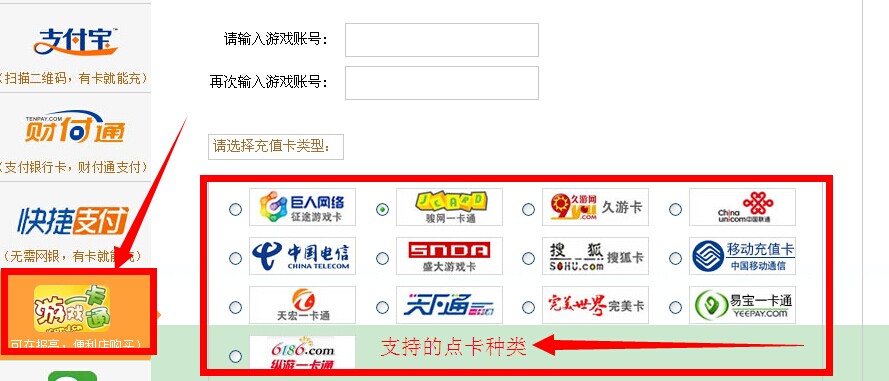 支付宝
(扫描二维码，有卡就能充)
TENPAY.COM
财付通
(支付银行卡，财付通支付)
快捷支付
(无需网银，有卡就能充)
游戏一卡通
可在报亭，便利店购买)
请输入游戏账号：
再次输入游戏账号：
请选择充值卡类型：
巨人网络
征途游戏卡
JCARD
骏网一卡通
久游网
9YOU.COM
久游卡
China
unicom中国联通
中国电信
CHINA TELECOM
SNDA
盛大游戏卡
搜狐
SOHU.com
搜狐卡
移动充值卡
中国移动通信
天宏一卡通
天下通
完美世界
完美卡
易宝一卡通
YEEPAY.COM
6186.com
纵游一卡通
支持的点卡种类